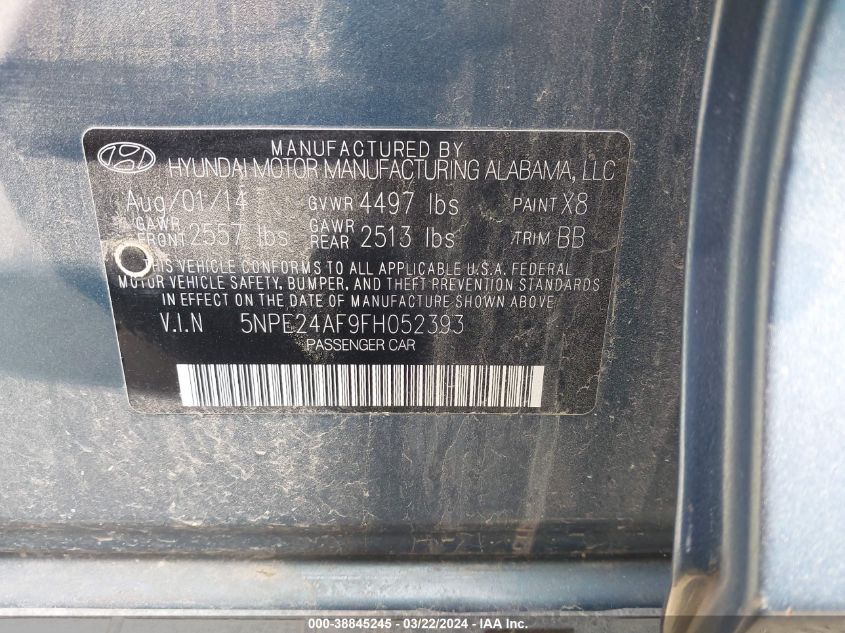 MANUFACTURED BY
HYUNDAI MOTOR MANUFACTURING ALABAMA, LLC
Aug/01/14 GVWR 4497 lbs PAINT X8
GAWR FRONT 2557 lbs GAWR REAR 2513 lbs TRIM BB
THIS VEHICLE CONFORMS TO ALL APPLICABLE U.S.A. FEDERAL
MOTOR VEHICLE SAFETY, BUMPER, AND THEFT PREVENTION STANDARDS
IN EFFECT ON THE DATE OF MANUFACTURE SHOWN ABOVE
V.I.N 5NPE24AF9FH052393
PASSENGER CAR
000-38845245 - 03/22/2024 - IAA, Inc.